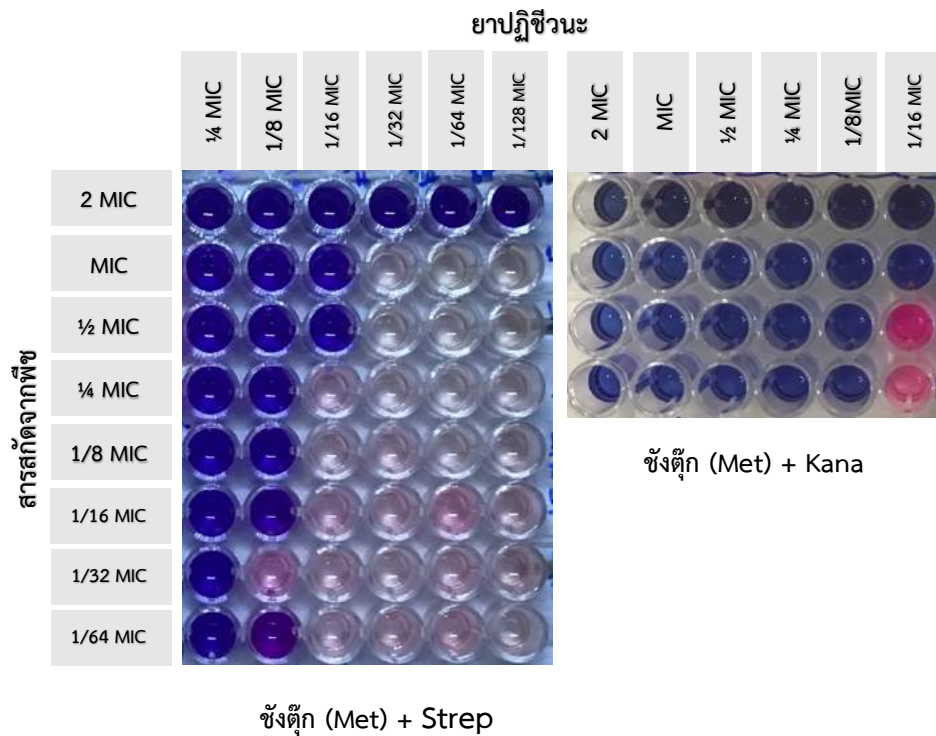 ยาปฏิชีวนะ
¼ MIC
1/8 MIC
1/16 MIC
1/32 MIC
1/64 MIC
1/128 MIC
2 MIC
MIC
½ MIC
¼ MIC
1/8MIC
1/16 MIC
สารสกัดจากพืช
2 MIC
MIC
½ MIC
¼ MIC
1/8 MIC
1/16 MIC
1/32 MIC
1/64 MIC
ชังตุ๊ก (Met) + Kana
ชังตุ๊ก (Met) + Strep